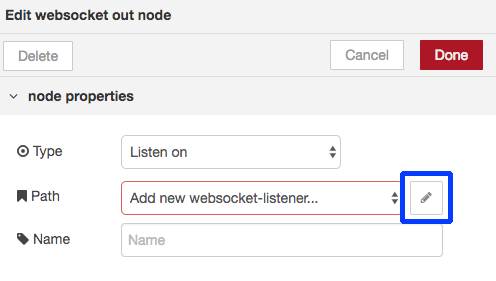 Edit websocket out node
Delete
Cancel
Done
node properties
Type
Listen on
Path
Add new websocket-listener...
Name
Name